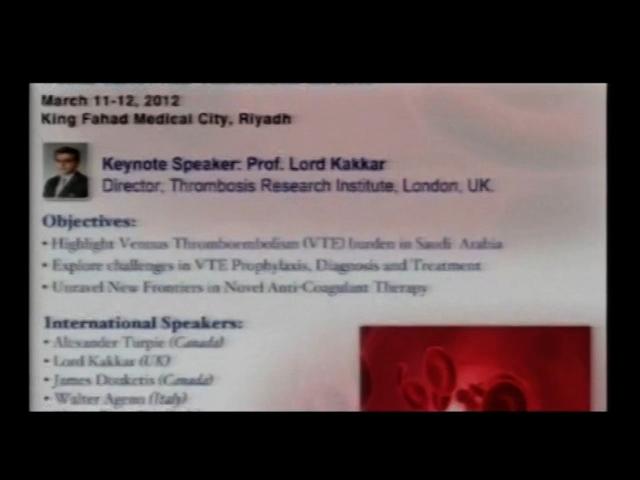 March 11-12, 2012
King Fahad Medical City, Riyadh
Keynote Speaker: Prof. Lord Kakkar
Director, Thrombosis Research Institute, London, UK.
Objectives:
• Highlight Venous Thromboembolism (VTE) burden in Saudi Arabia
• Explore challenges in VTE Prophylaxis, Diagnosis and Treatment
• Unravel New Frontiers in Novel Anti-Coagulant Therapy
International Speakers:
• Alexander Turpie (Canada)
• Lord Kakkar (UK)
• James Douketis (Canada)
• Walter Ageno (Italy)